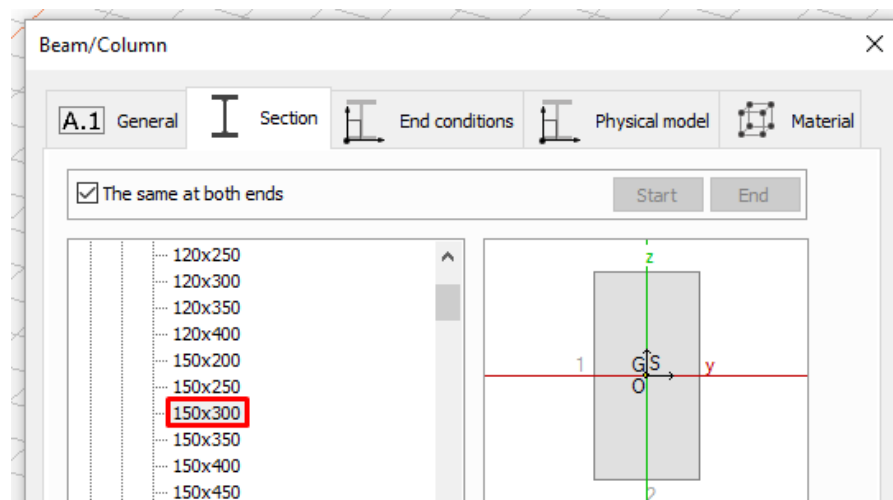 Beam/Column
A.1 General Section End conditions Physical model Material
The same at both ends Start End
120x250
120x300
120x350
120x400
150x200
150x250
150x300
150x350
150x400
150x450
z
1 G S y
O
2